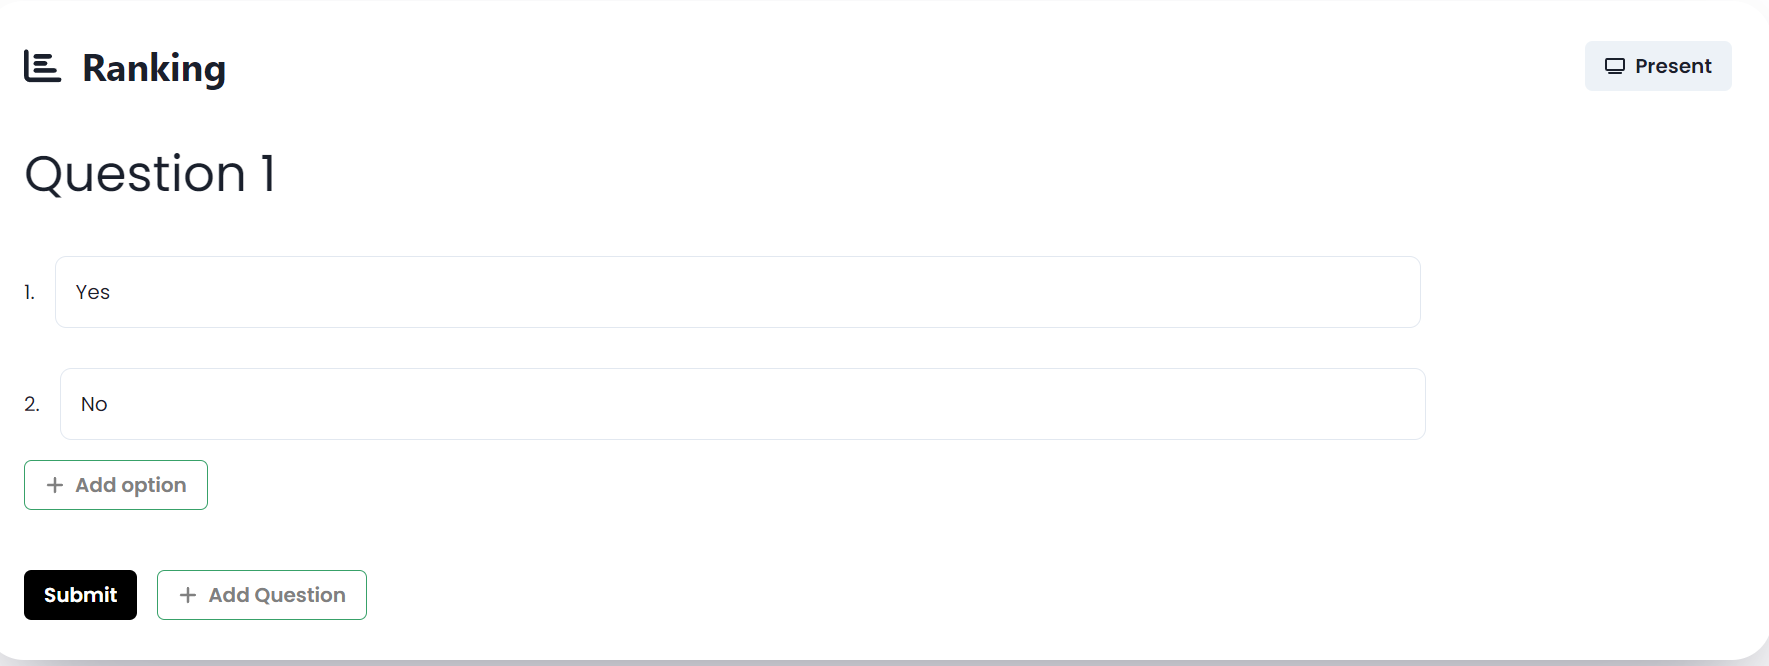 Ranking
Present
Question 1
1. Yes
2. No
+ Add option
Submit
+ Add Question